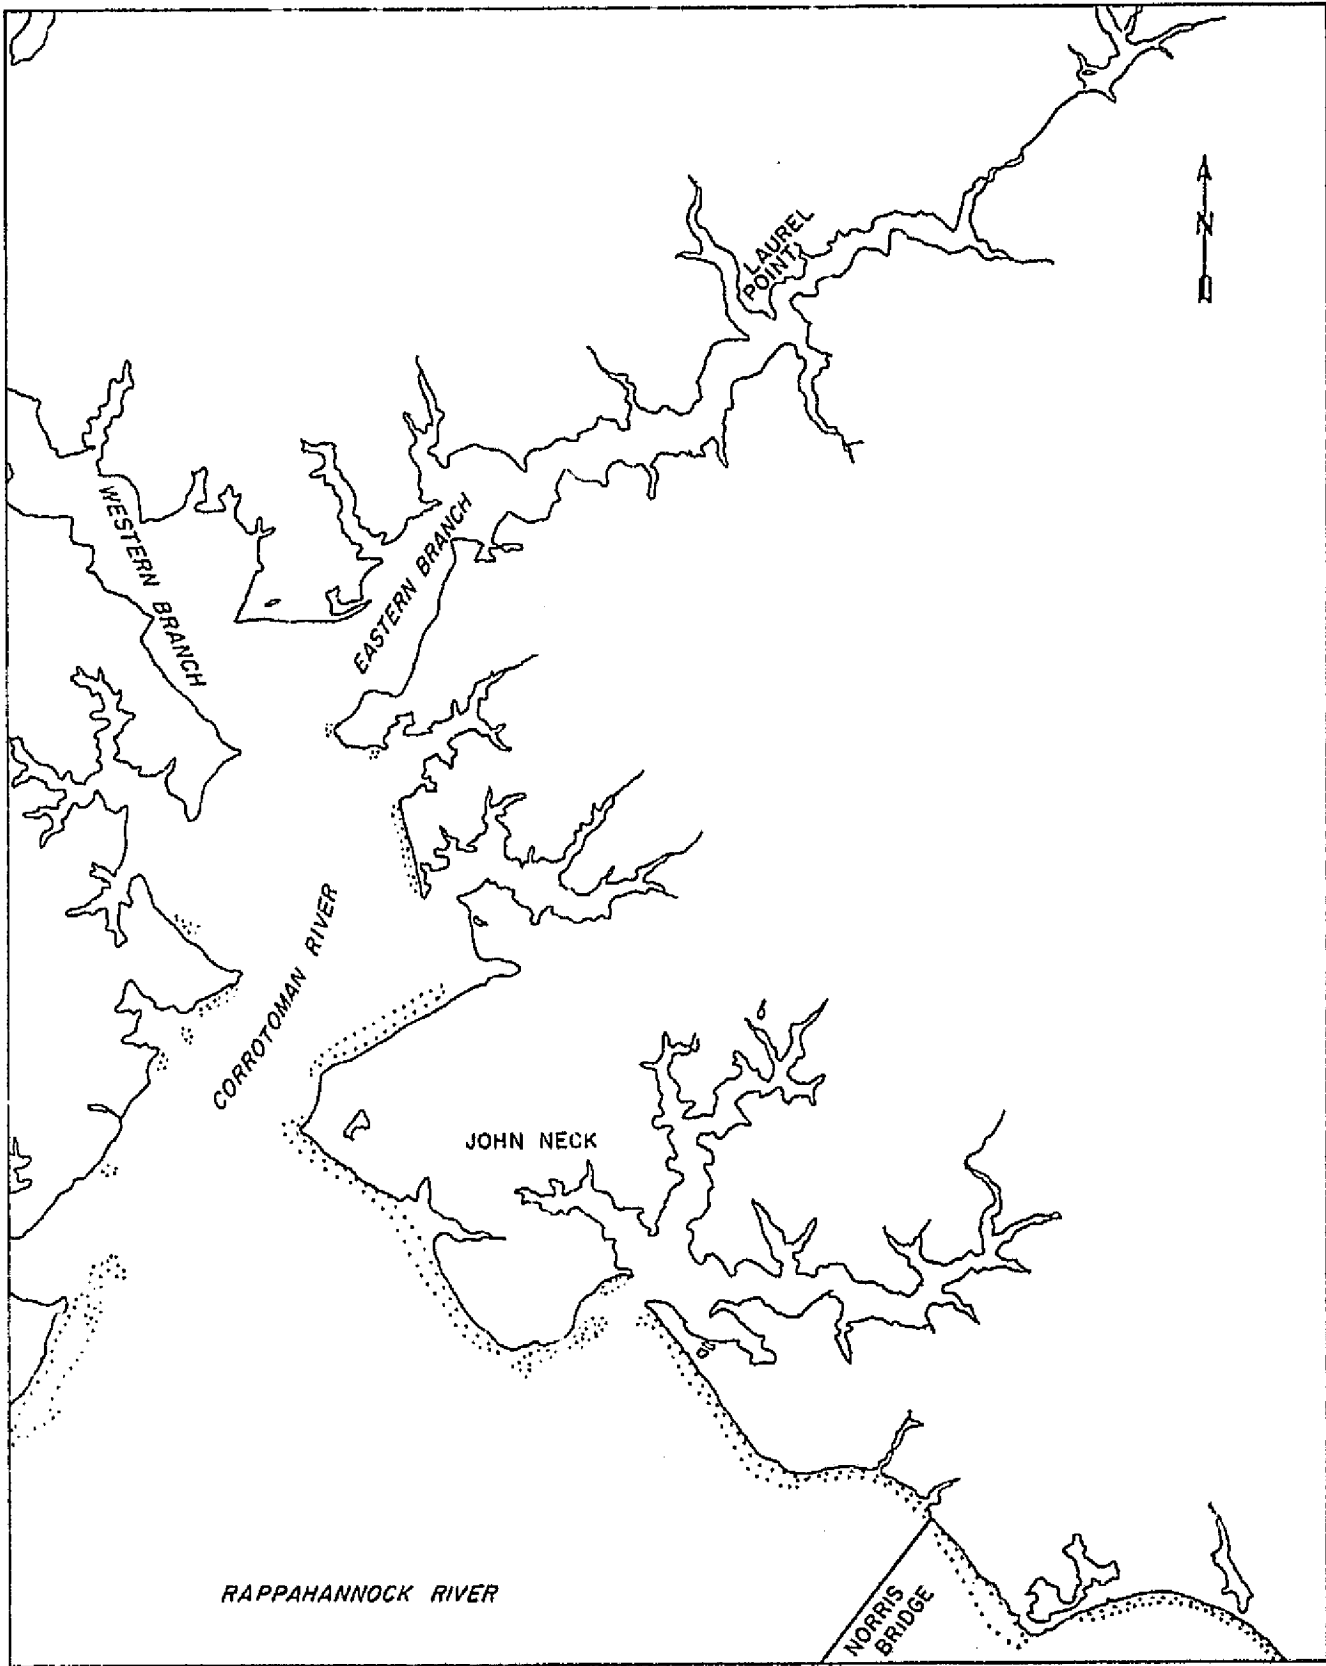 N
LAUREL
POINT
WESTERN BRANCH
EASTERN BRANCH
CORROTOMAN RIVER
JOHN NECK
RAPPAHANNOCK RIVER
NORRIS
BRIDGE